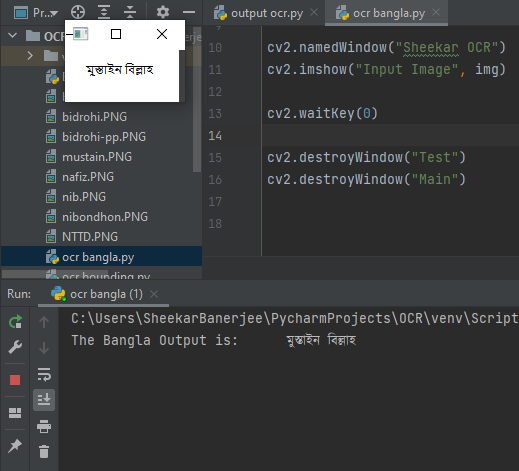 Pr...
output ocr.py
ocr bangla.py
মুস্তাইন বিল্লাহ
bidrohi.PNG
bidrohi-pp.PNG
mustain.PNG
nafiz.PNG
nib.PNG
nibondhon.PNG
NTTD.PNG
ocr bangla.py
ocr bounding.py
10 cv2.namedWindow("Sheekar OCR")
11 cv2.imshow("Input Image", img)
12
13 cv2.waitKey(0)
14
15 cv2.destroyWindow("Test")
16 cv2.destroyWindow("Main")
17
18
Run: ocr bangla (1)
C:\Users\SheekarBanerjee\PycharmProjects\OCR\venv\Script
The Bangla Output is: মুস্তাইন বিল্লাহ